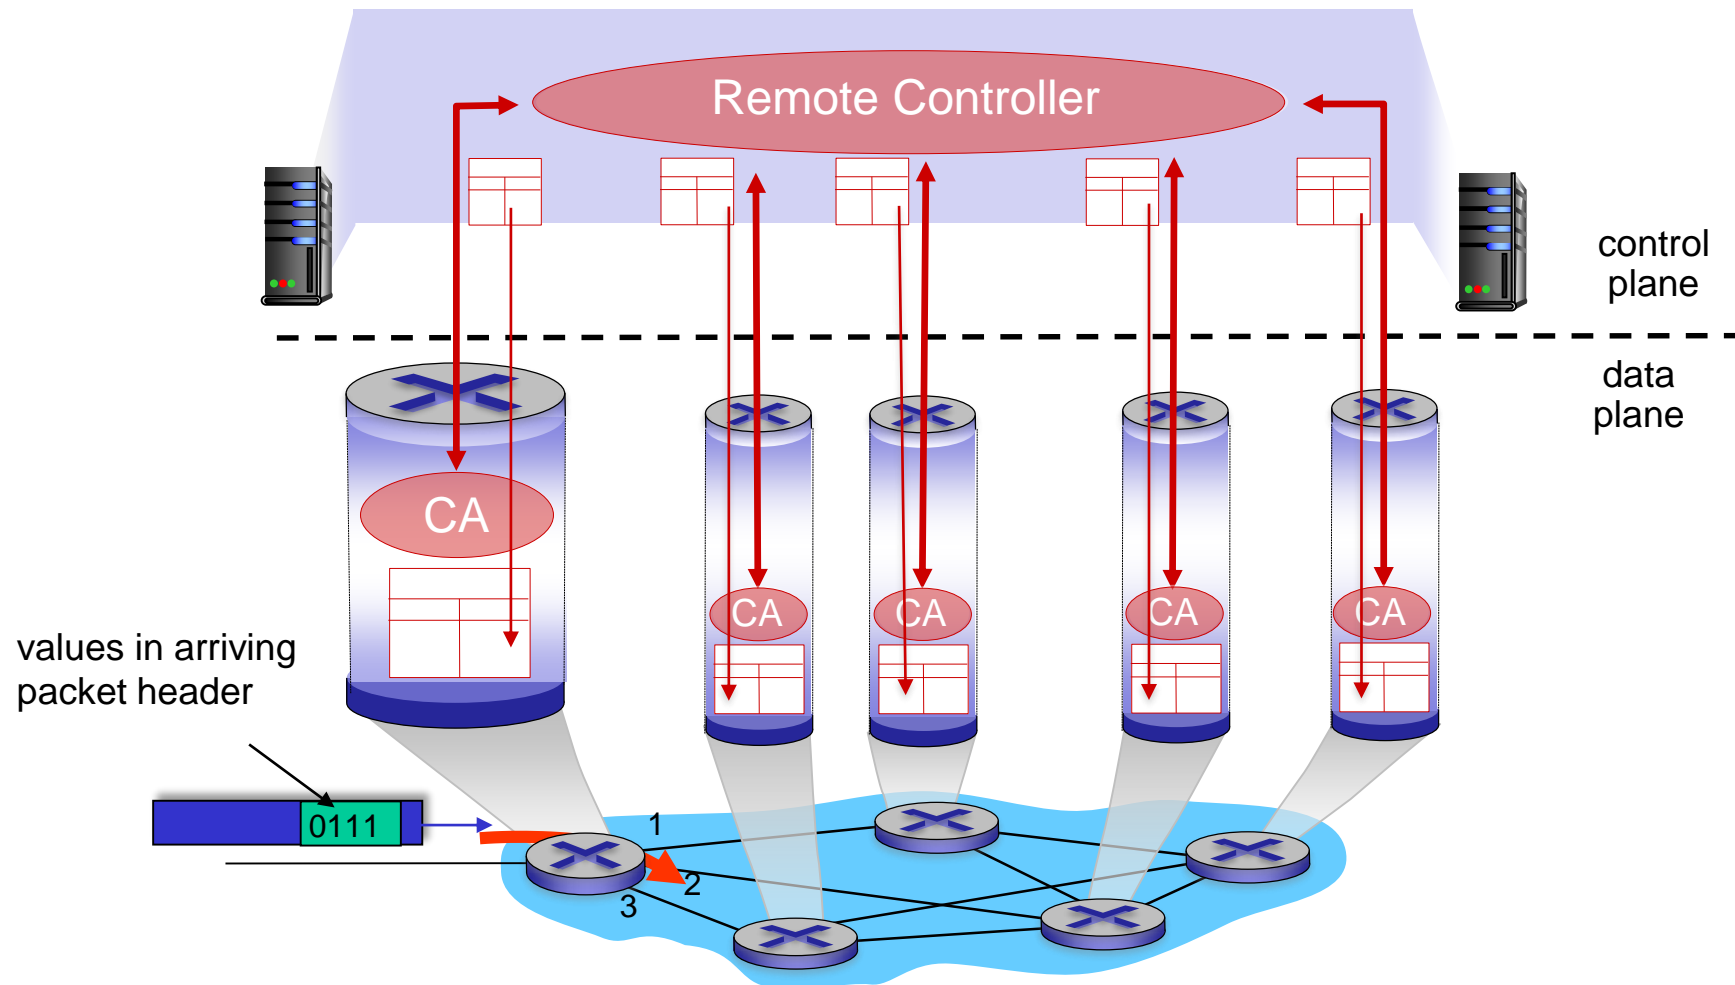 Remote Controller
control
plane
data
plane
CA
CA
CA
CA
CA
values in arriving
packet header
0111
1
2
3